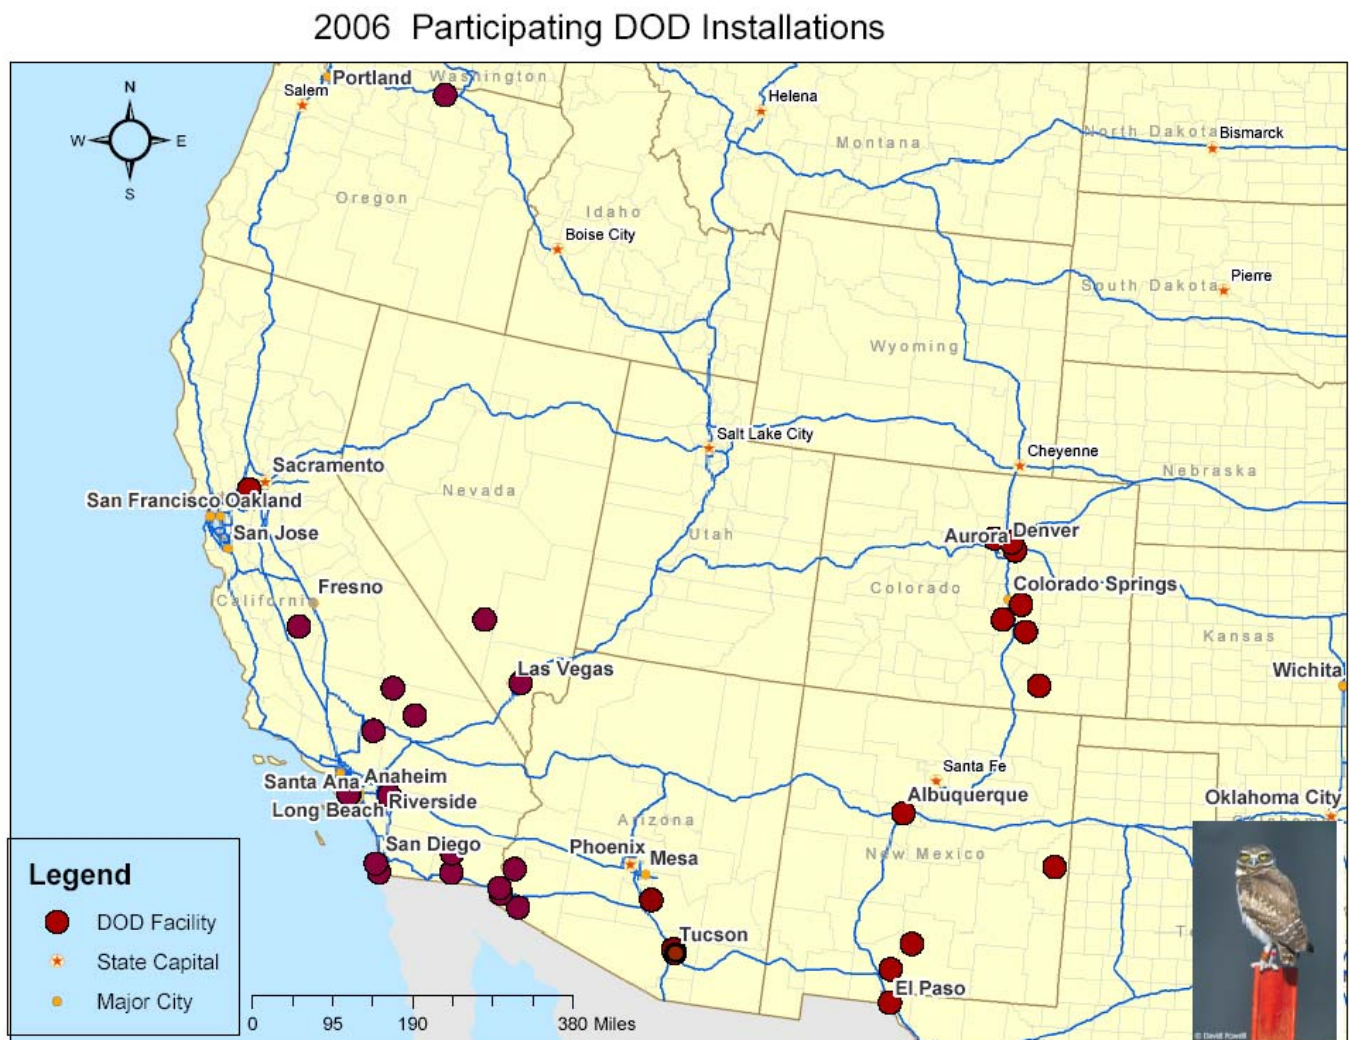 2006 Participating DOD Installations
N
W
E
S
Portland
Washington
Salem
Helena
Montana
North Dakota
Bismarck
Oregon
Idaho
Boise City
Pierre
South Dakota
Wyoming
Salt Lake City
Cheyenne
Nebraska
Sacramento
San Francisco
Oakland
Nevada
San Jose
Utah
Aurora
Denver
Colorado
Colorado Springs
Fresno
California
Kansas
Wichita
Las Vegas
Santa Fe
Albuquerque
Santa Ana
Anaheim
Long Beach
Riverside
Oklahoma City
Oklahoma
Arizona
San Diego
Phoenix
Mesa
New Mexico
Tucson
El Paso
Legend
DOD Facility
State Capital
Major City
0 95 190 380 Miles
© David Powell